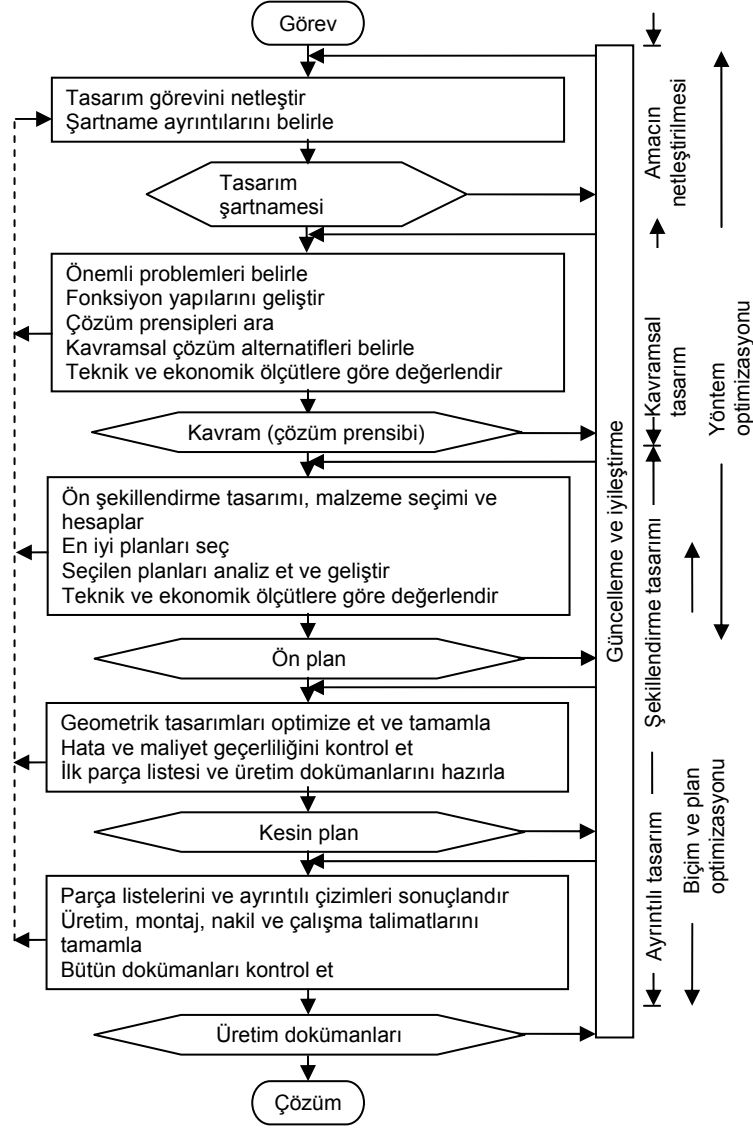 Görev
Tasarım görevini netleştir
Şartname ayrıntılarını belirle
Tasarım
şartnamesi
Önemli problemleri belirle
Fonksiyon yapılarını geliştir
Çözüm prensipleri ara
Kavramsal çözüm alternatifleri belirle
Teknik ve ekonomik ölçütlere göre değerlendir
Kavram (çözüm prensibi)
Ön şekillendirme tasarımı, malzeme seçimi ve
hesaplar
En iyi planları seç
Seçilen planları analiz et ve geliştir
Teknik ve ekonomik ölçütlere göre değerlendir
Ön plan
Geometrik tasarımları optimize et ve tamamla
Hata ve maliyet geçerliliğini kontrol et
İlk parça listesi ve üretim dokümanlarını hazırla
Kesin plan
Parça listelerini ve ayrıntılı çizimleri sonuçlandır
Üretim, montaj, nakil ve çalışma talimatlarını
tamamla
Bütün dokümanları kontrol et
Üretim dokümanları
Çözüm
Güncelleme ve iyileştirme
Amacın
netleştirilmesi
Kavramsal
tasarım
Şekillendirme tasarımı
Ayrıntılı tasarım
Yöntem
optimizasyonu
Biçim ve plan
optimizasyonu